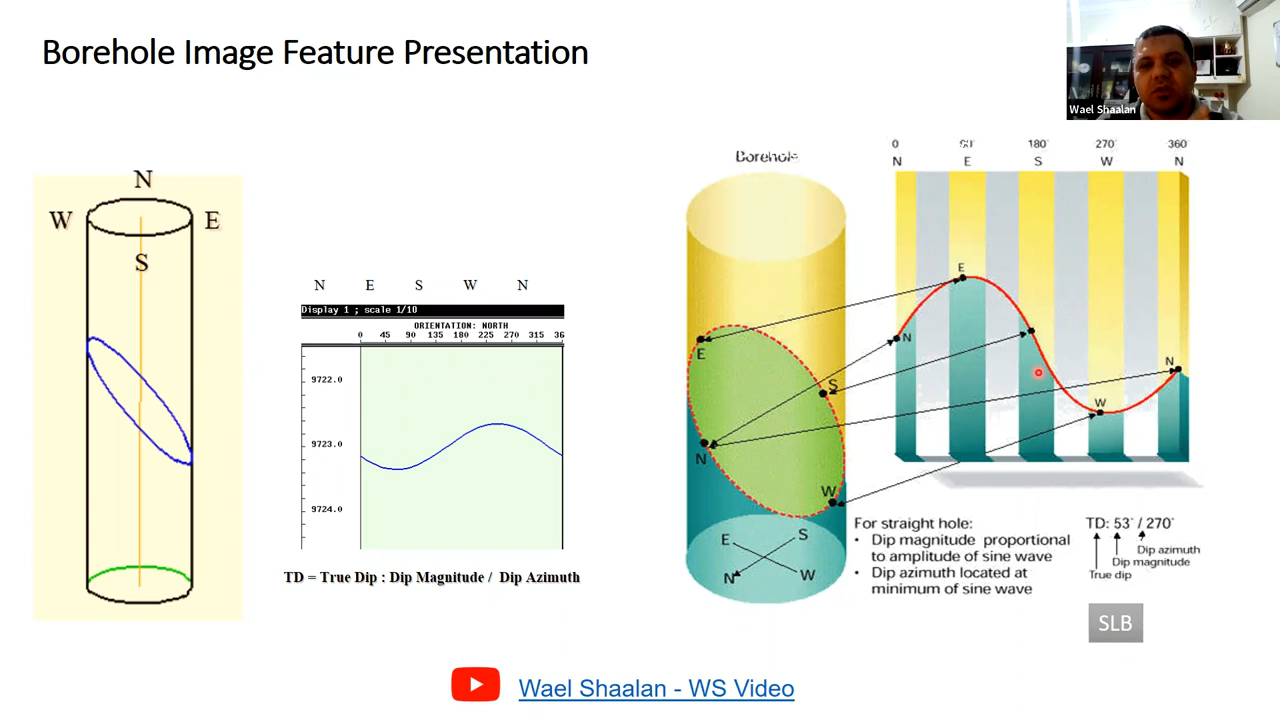 Borehole Image Feature Presentation
Wael Shaalan
N
W E
S
N E S W N
Display 1 ; scale 1/10
ORIENTATION: NORTH
0 45 90 135 180 225 270 315 36
9722.0
9723.0
9724.0
TD = True Dip : Dip Magnitude / Dip Azimuth
Borehole
E
S
N
W
E S
N W
0 90° 180° 270° 360°
N E S W N
E
N
N
W
For straight hole:
• Dip magnitude proportional
to amplitude of sine wave
• Dip azimuth located at
minimum of sine wave
TD: 53° / 270°
Dip azimuth
Dip magnitude
True dip
SLB
Wael Shaalan - WS Video